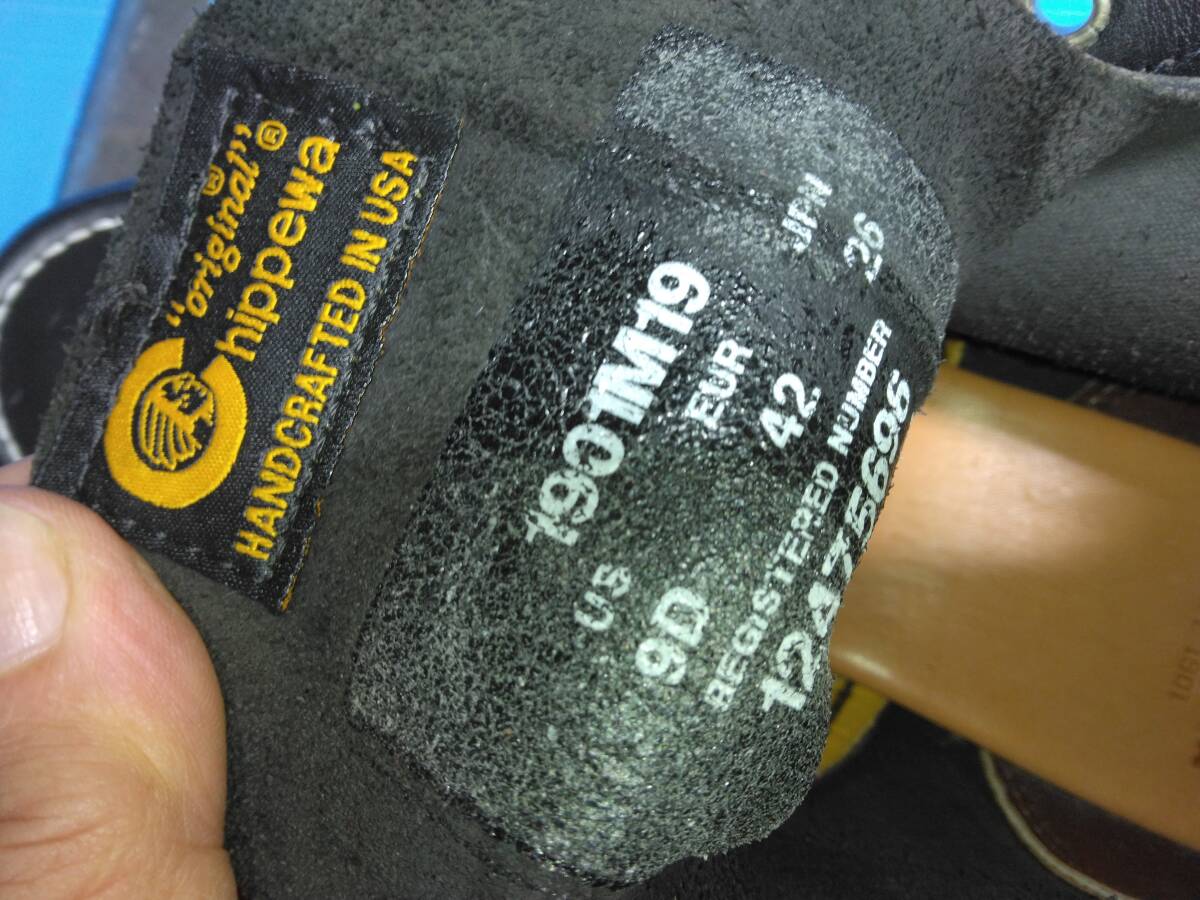 "original"®
Chippewa®
HANDCRAFTED IN USA
1901M19
US EUR JPN
9D 42 26
REGISTERED NUMBER
12475696